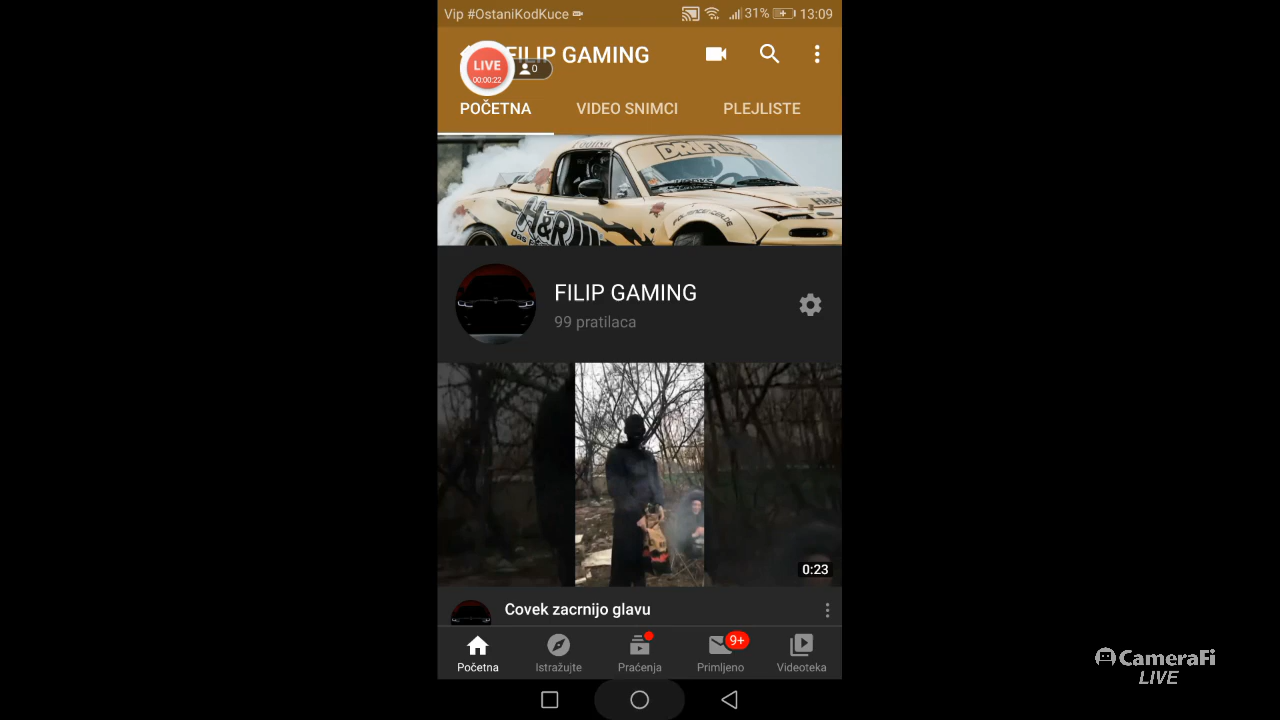 Vip #OstaniKodKuce
31% 13:09
FILIP GAMING
LIVE
00:00:22
0
POČETNA VIDEO SNIMCI PLEJLISTE
DRIFT
H&R
H&R
FILIP GAMING
99 pratilaca
0:23
Covek zacrnijo glavu
9+
Početna Istražujte Praćenja Primljeno Videoteka
CameraFi
LIVE